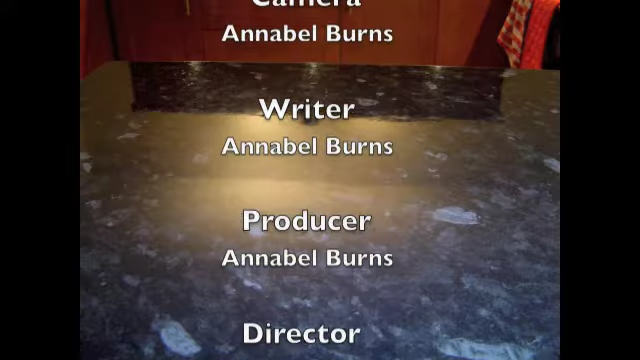 Camera
Annabel Burns
Writer
Annabel Burns
Producer
Annabel Burns
Director